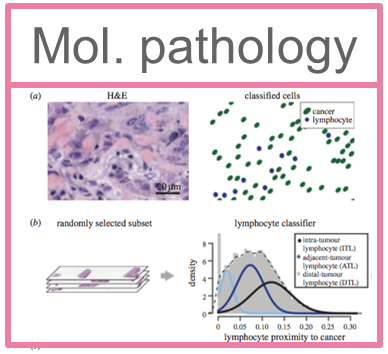 Mol. pathology
(a) H&E classified cells
cancer
lymphocyte
20 µm
(b) randomly selected subset lymphocyte classifier
8
6
4
2
0
density
intra-tumour
lymphocyte (ITL)
adjacent-tumour
lymphocyte (ATL)
distal-tumour
lymphocyte (DTL)
0 0.05 0.10 0.15 0.20 0.25 0.30
lymphocyte proximity to cancer